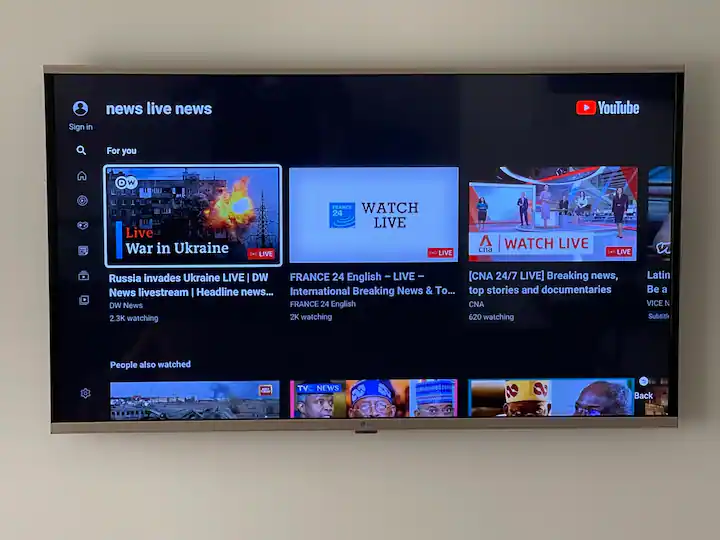 news live news
YouTube
Sign in
For you
DW
Live
War in Ukraine
LIVE
FRANCE
24
WATCH
LIVE
LIVE
cna
WATCH LIVE
LIVE
Russia invades Ukraine LIVE | DW
News livestream | Headline news...
DW News
2.3K watching
FRANCE 24 English – LIVE –
International Breaking News & To...
FRANCE 24 English
2K watching
[CNA 24/7 LIVE] Breaking news,
top stories and documentaries
CNA
620 watching
Latin
Be a
VICE N
Subtitl
People also watched
TVC NEWS
Back
LG